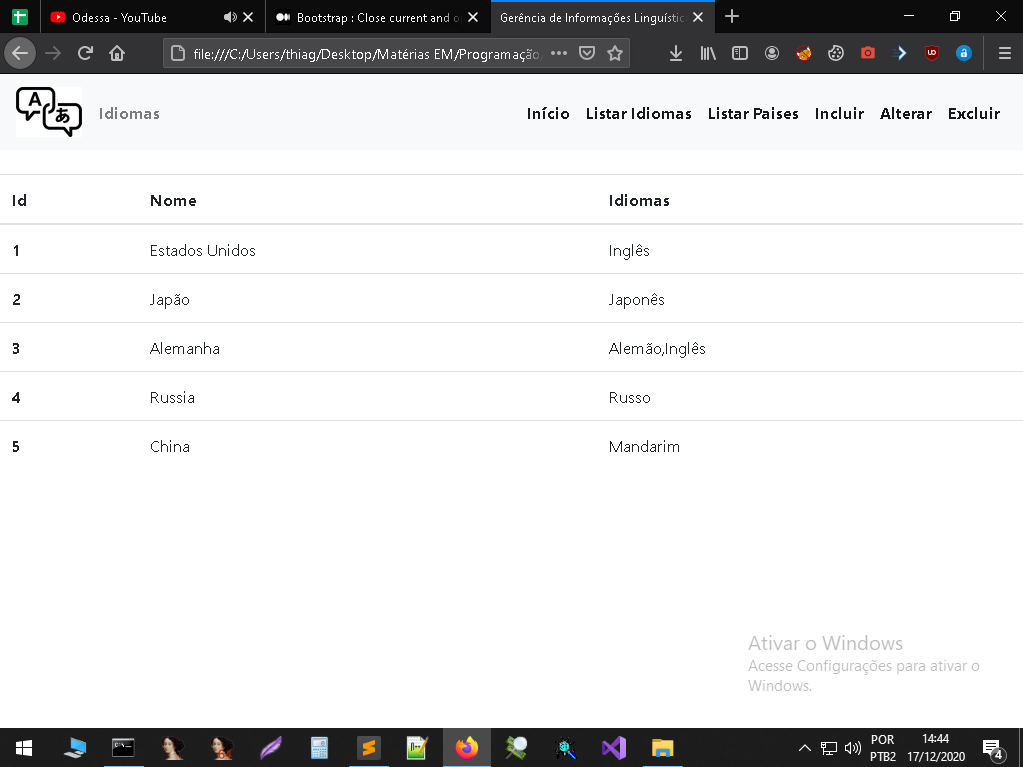 Odessa - YouTube
Bootstrap : Close current and o
Gerência de Informações Linguístic
file:///C:/Users/thiag/Desktop/Matérias EM/Programação
A あ
Idiomas Início Listar Idiomas Listar Paises Incluir Alterar Excluir
Id Nome Idiomas
1 Estados Unidos Inglês
2 Japão Japonês
3 Alemanha Alemão,Inglês
4 Russia Russo
5 China Mandarim
Ativar o Windows
Acesse Configurações para ativar o
Windows.
POR 14:44
PTB2 17/12/2020
4